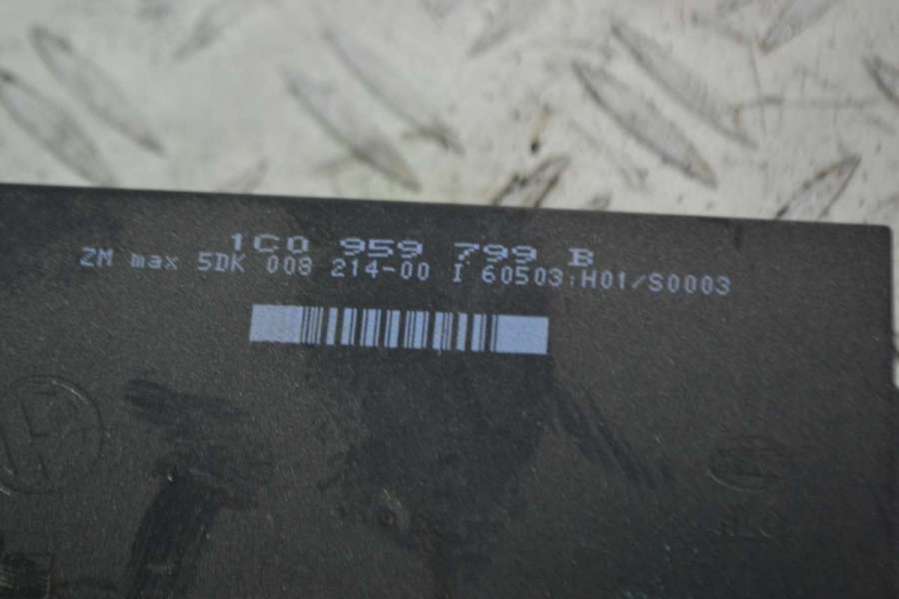 1C0 959 799 B
ZM max 5DK 008 214-00 I 60503:H01/S0003